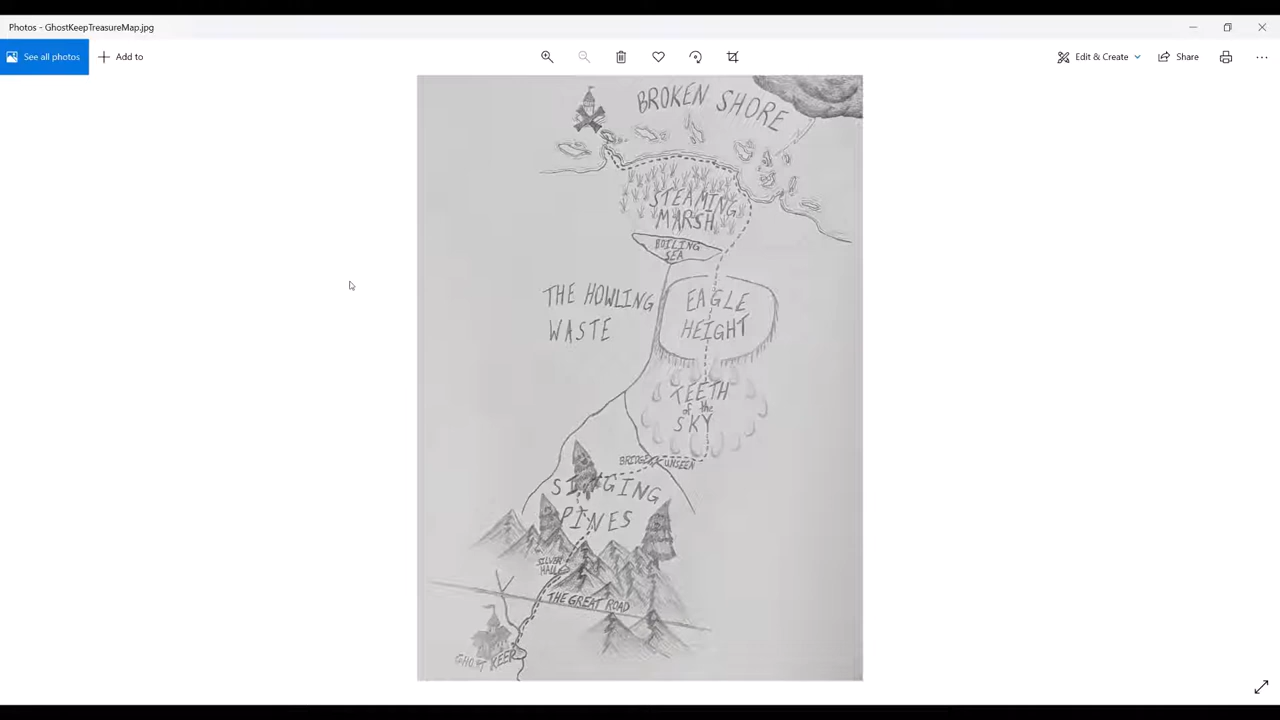 Photos - GhostKeepTreasureMap.jpg
See all photos
Add to
Edit & Create
Share
BROKEN SHORE
STEAMING
MARSH
BOILING
SEA
THE HOWLING
WASTE
EAGLE
HEIGHT
TEETH
of the
SKY
BRIDGE UNSEEN
SINGING
PINES
SILVER
HALL
THE GREAT ROAD
GHOST KEEP